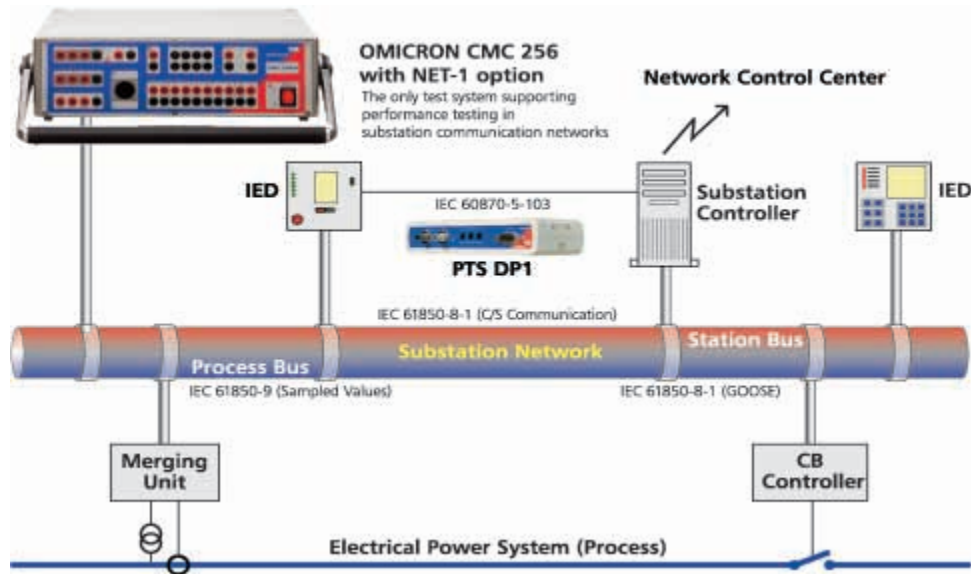 OMICRON CMC 256
with NET-1 option
The only test system supporting
performance testing in
substation communication networks
Network Control Center
IED
IEC 60870-5-103
Substation
Controller
IED
PTS DP1
IEC 61850-8-1 (C/S Communication)
Station Bus
Substation Network
Process Bus
IEC 61850-9 (Sampled Values)
IEC 61850-8-1 (GOOSE)
Merging
Unit
CB
Controller
Electrical Power System (Process)